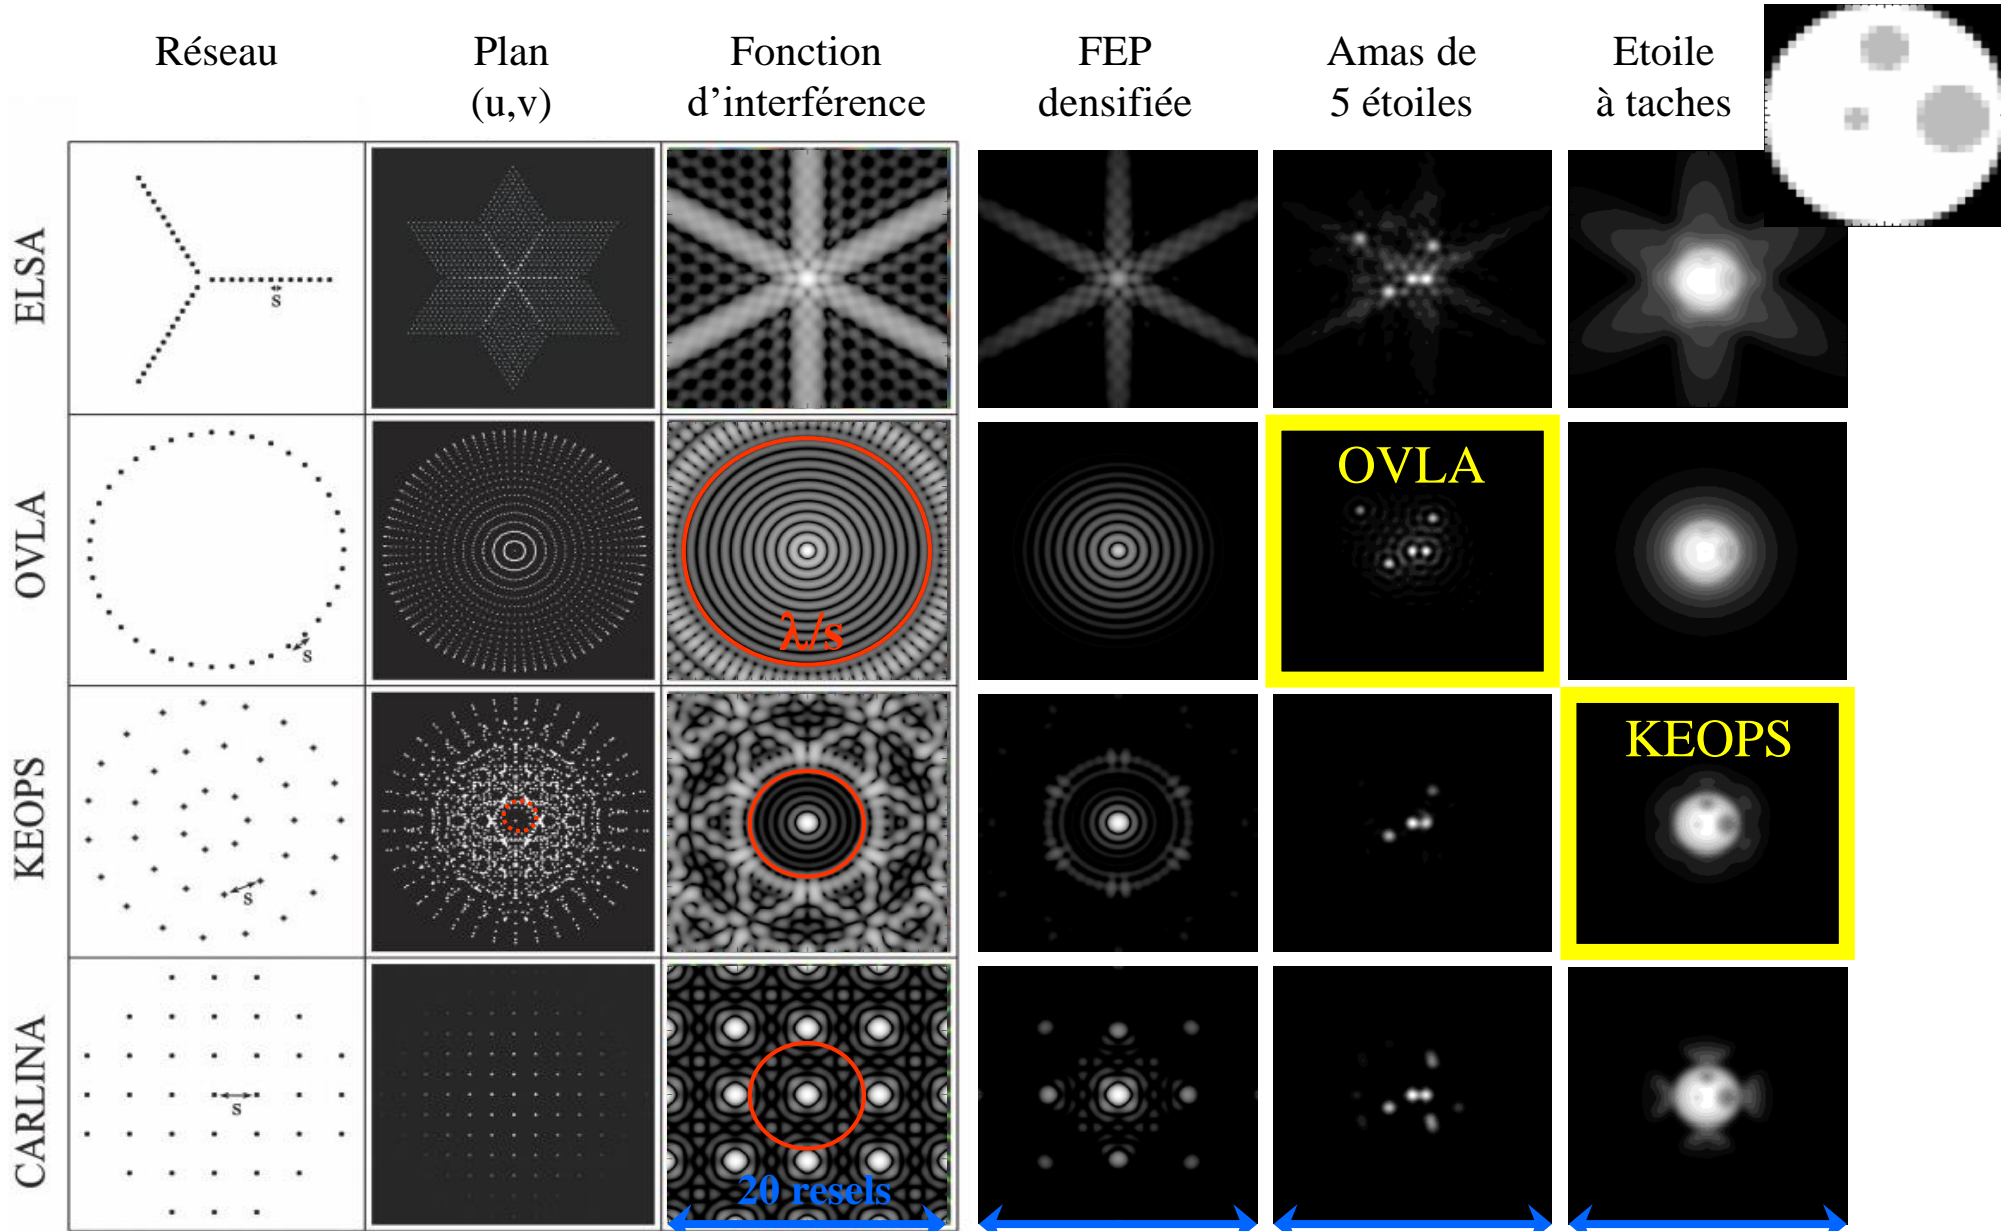 Réseau
Plan
(u,v)
Fonction
d'interférence
FEP
densifiée
Amas de
5 étoiles
Etoile
à taches
ELSA
s
OVLA
s
λ/s
OVLA
KEOPS
s
KEOPS
CARLINA
s
20 resels